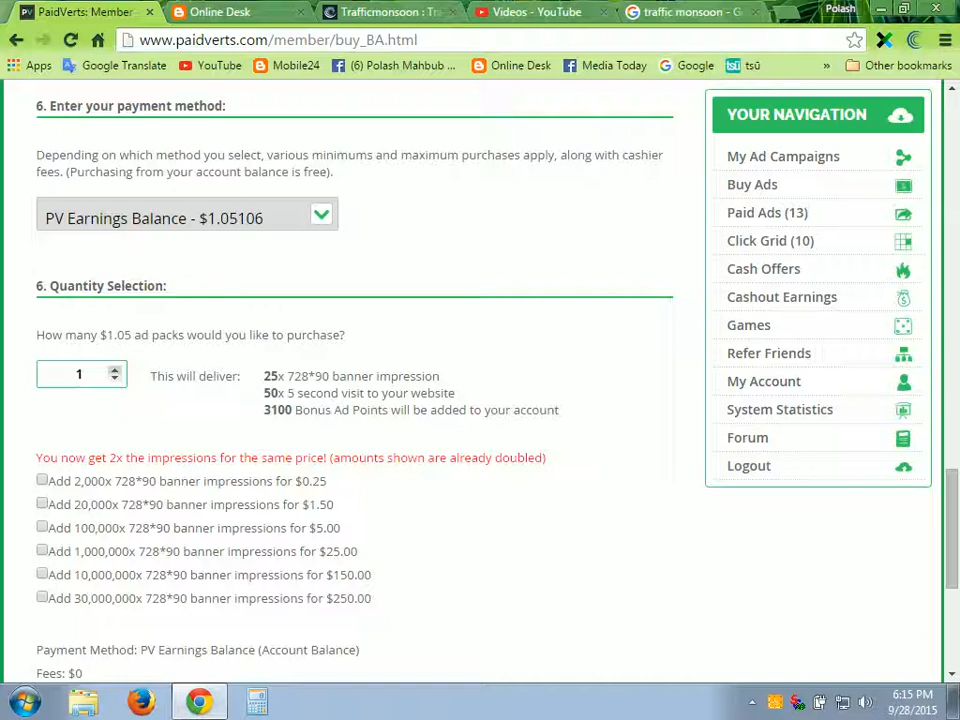 PaidVerts: Member
Online Desk
Trafficmonsoon : Tr
Videos - YouTube
traffic monsoon - G
Polash
www.paidverts.com/member/buy_BA.html
Apps
Google Translate
YouTube
Mobile24
(6) Polash Mahbub ...
Online Desk
Media Today
Google
tsū
tsū
»
Other bookmarks
6. Enter your payment method:
Depending on which method you select, various minimums and maximum purchases apply, along with cashier
fees. (Purchasing from your account balance is free).
PV Earnings Balance - $1.05106
6. Quantity Selection:
How many $1.05 ad packs would you like to purchase?
1
This will deliver:
25x 728*90 banner impression
50x 5 second visit to your website
3100 Bonus Ad Points will be added to your account
You now get 2x the impressions for the same price! (amounts shown are already doubled)
Add 2,000x 728*90 banner impressions for $0.25
Add 20,000x 728*90 banner impressions for $1.50
Add 100,000x 728*90 banner impressions for $5.00
Add 1,000,000x 728*90 banner impressions for $25.00
Add 10,000,000x 728*90 banner impressions for $150.00
Add 30,000,000x 728*90 banner impressions for $250.00
Payment Method: PV Earnings Balance (Account Balance)
Fees: $0
YOUR NAVIGATION
My Ad Campaigns
Buy Ads
Paid Ads (13)
Click Grid (10)
Cash Offers
Cashout Earnings
Games
Refer Friends
My Account
System Statistics
Forum
Logout
6:15 PM
9/28/2015